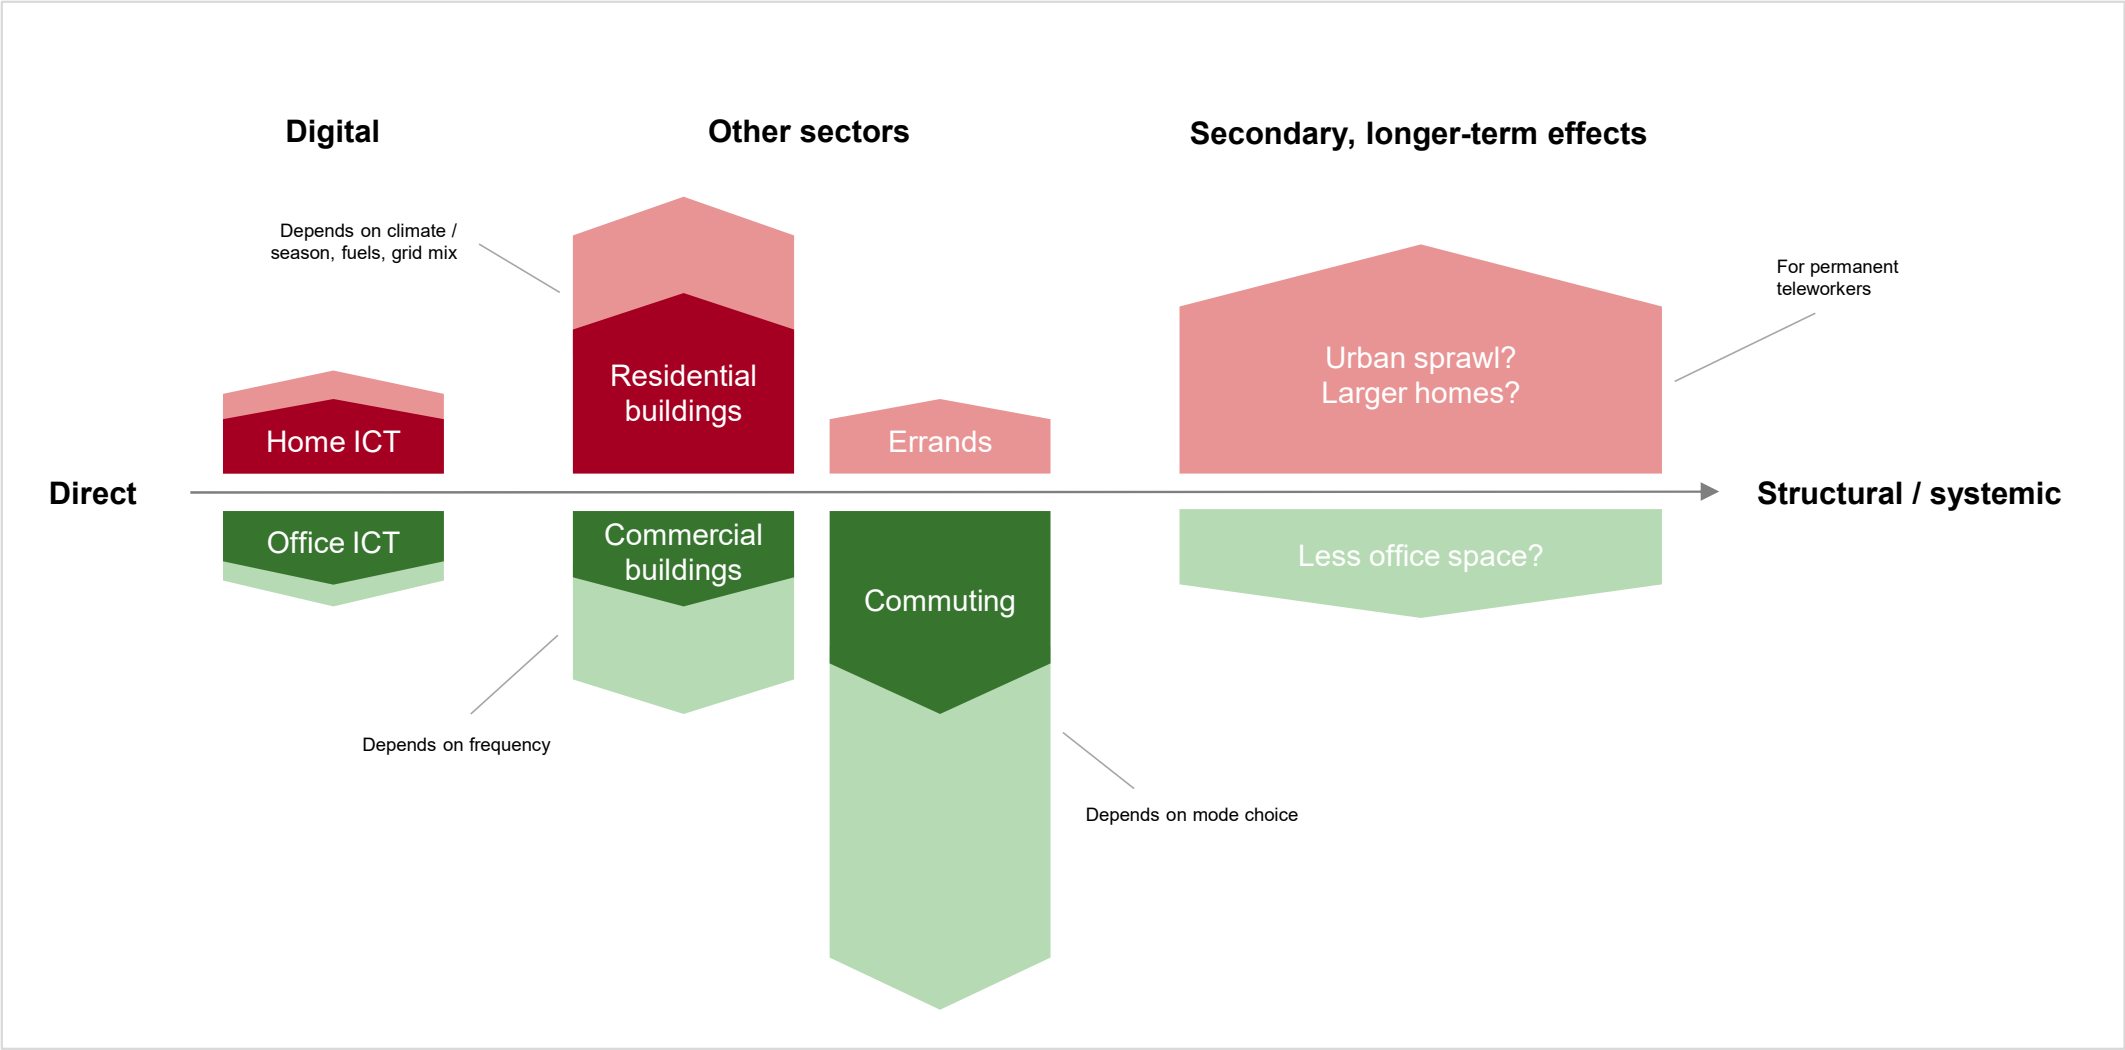 Digital
Other sectors
Secondary, longer-term effects
Depends on climate /
season, fuels, grid mix
For permanent
teleworkers
Urban sprawl?
Larger homes?
Residential
buildings
Home ICT
Errands
Direct
Structural / systemic
Office ICT
Commercial
buildings
Less office space?
Commuting
Depends on frequency
Depends on mode choice